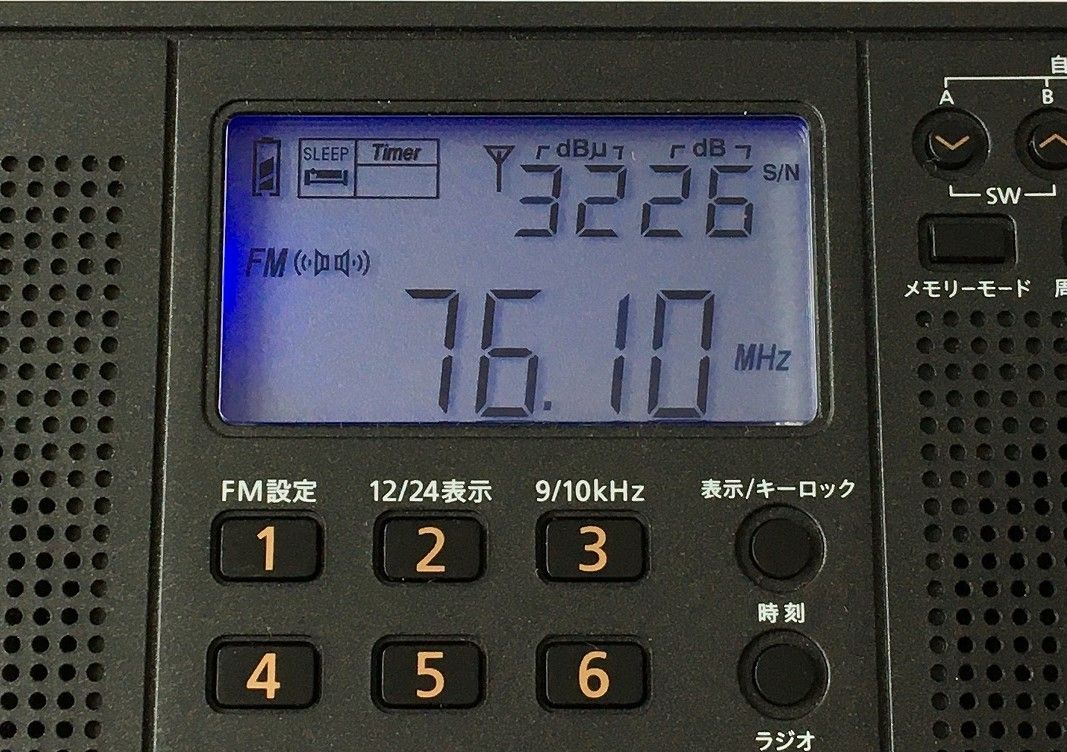 自
A B
SLEEP Timer dBμ dB S/N
3226
SW
FM
メモリーモード 周
76.10 MHz
FM設定 12/24表示 9/10kHz 表示/キーロック
1 2 3
時刻
4 5 6
ラジオ